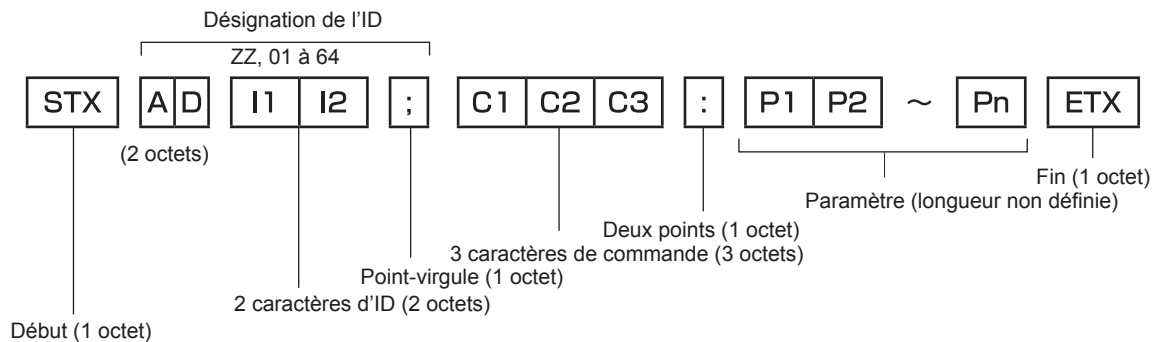 Désignation de l'ID
ZZ, 01 à 64
STX A D I1 I2 ; C1 C2 C3 : P1 P2 ～ Pn ETX
(2 octets)
Fin (1 octet)
Paramètre (longueur non définie)
Deux points (1 octet)
3 caractères de commande (3 octets)
Point-virgule (1 octet)
2 caractères d'ID (2 octets)
Début (1 octet)